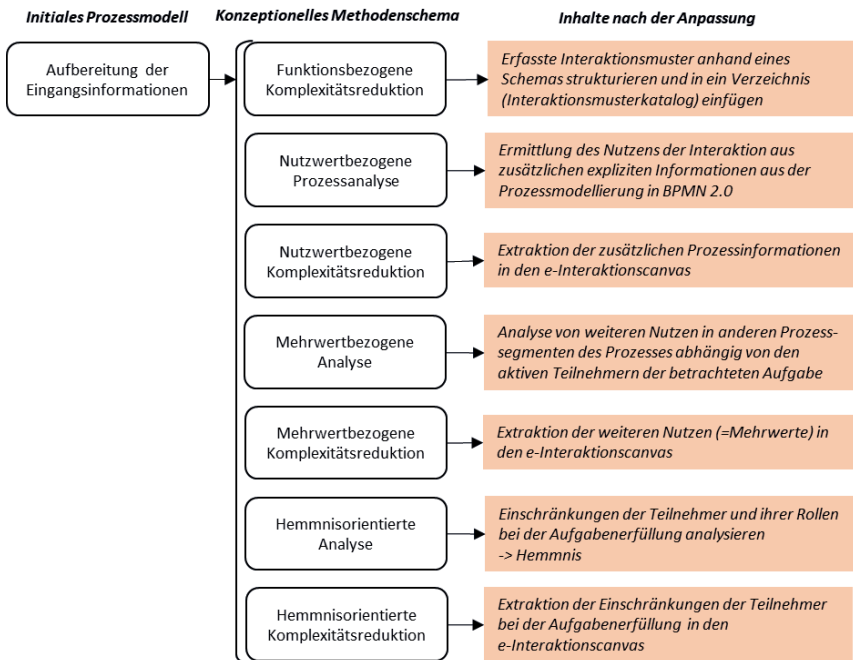 Initiales Prozessmodell
Konzeptionelles Methodenschema
Inhalte nach der Anpassung
Aufbereitung der
Eingangsinformationen
Funktionsbezogene
Komplexitätsreduktion
Erfasste Interaktionsmuster anhand eines
Schemas strukturieren und in ein Verzeichnis
(Interaktionsmusterkatalog) einfügen
Nutzwertbezogene
Prozessanalyse
Ermittlung des Nutzens der Interaktion aus
zusätzlichen expliziten Informationen aus der
Prozessmodellierung in BPMN 2.0
Nutzwertbezogene
Komplexitätsreduktion
Extraktion der zusätzlichen Prozessinformationen
in den e-Interaktionscanvas
Mehrwertbezogene
Analyse
Analyse von weiteren Nutzen in anderen Prozess-
segmenten des Prozesses abhängig von den
aktiven Teilnehmern der betrachteten Aufgabe
Mehrwertbezogene
Komplexitätsreduktion
Extraktion der weiteren Nutzen (=Mehrwerte) in
den e-Interaktionscanvas
Hemmnisorientierte
Analyse
Einschränkungen der Teilnehmer und ihrer Rollen
bei der Aufgabenerfüllung analysieren
-> Hemmnis
Hemmnisorientierte
Komplexitätsreduktion
Extraktion der Einschränkungen der Teilnehmer
bei der Aufgabenerfüllung in den
e-Interaktionscanvas